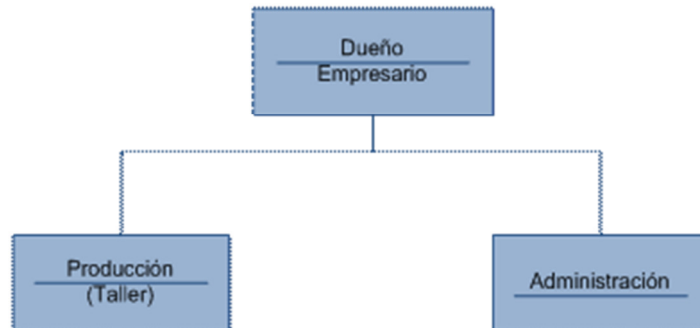 Dueño
Empresario
Producción
(Taller)
Administración